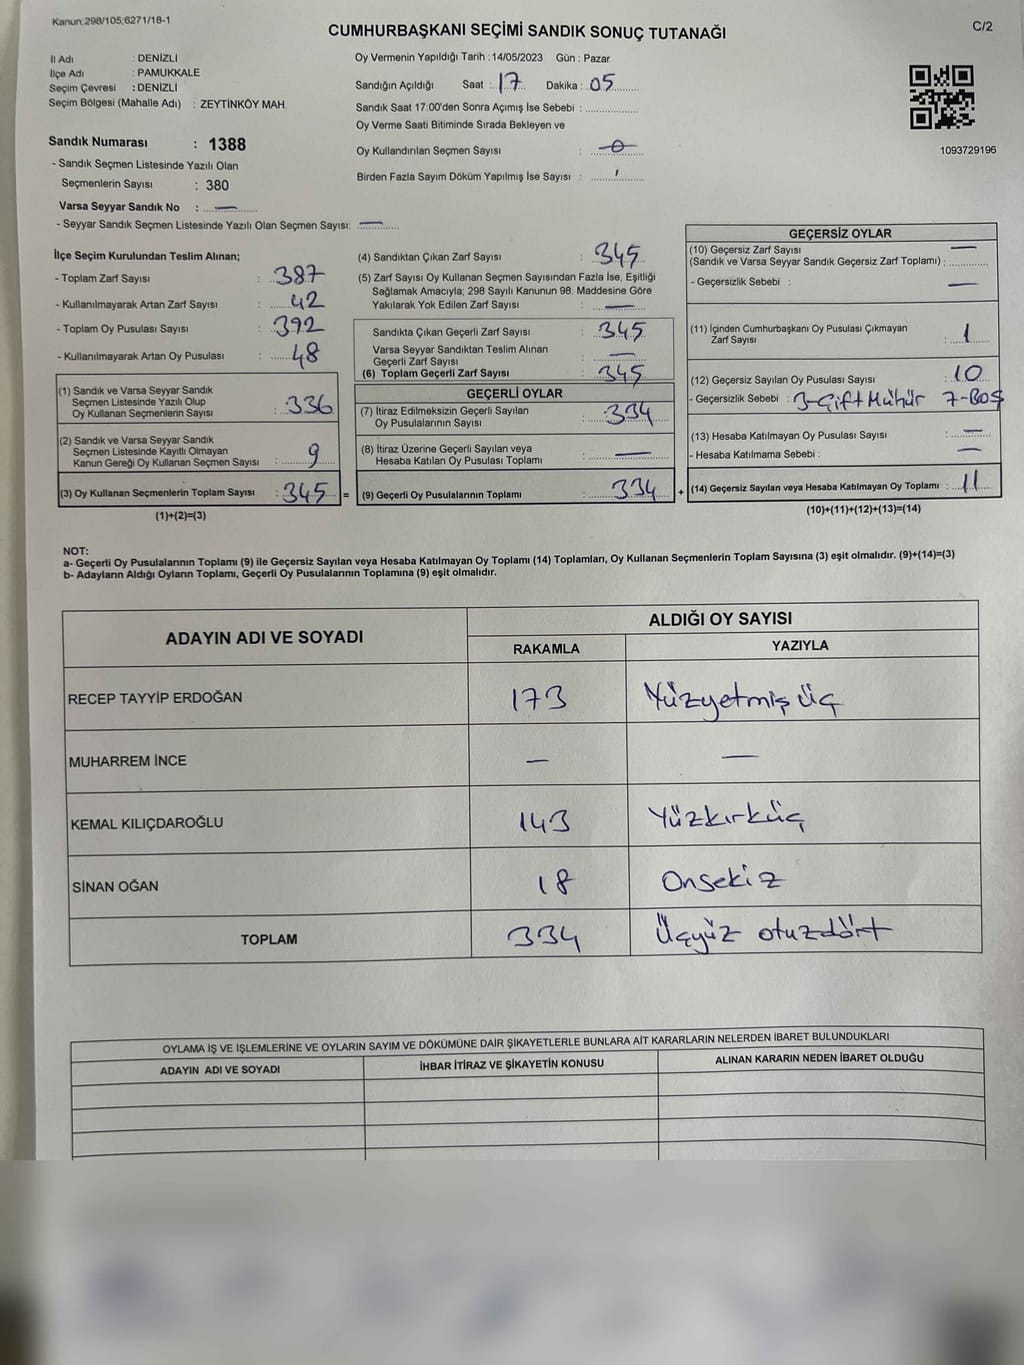 Kanun;298/105;6271/18-1
C/2
CUMHURBAŞKANI SEÇİMİ SANDIK SONUÇ TUTANAĞI
İl Adı : DENİZLİ
İlçe Adı : PAMUKKALE
Seçim Çevresi : DENİZLİ
Seçim Bölgesi (Mahalle Adı) : ZEYTİNKÖY MAH.
Oy Vermenin Yapıldığı Tarih : 14/05/2023 Gün : Pazar
Sandığın Açıldığı Saat : 17 Dakika : 05
Sandık Saat 17:00'den Sonra Açımış İse Sebebi :
Oy Verme Saati Bitiminde Sırada Bekleyen ve
Oy Kullandırılan Seçmen Sayısı : 0
Birden Fazla Sayım Döküm Yapılmış İse Sayısı :
1093729196
Sandık Numarası : 1388
- Sandık Seçmen Listesinde Yazılı Olan
Seçmenlerin Sayısı : 380
Varsa Seyyar Sandık No : —
- Seyyar Sandık Seçmen Listesinde Yazılı Olan Seçmen Sayısı: —
İlçe Seçim Kurulundan Teslim Alınan;
- Toplam Zarf Sayısı : 387
- Kullanılmayarak Artan Zarf Sayısı : 42
- Toplam Oy Pusulası Sayısı : 392
- Kullanılmayarak Artan Oy Pusulası : 48
(1) Sandık ve Varsa Seyyar Sandık
Seçmen Listesinde Yazılı Olup
Oy Kullanan Seçmenlerin Sayısı : 336
(2) Sandık ve Varsa Seyyar Sandık
Seçmen Listesinde Kayıtlı Olmayan
Kanun Gereği Oy Kullanan Seçmen Sayısı : 9
(3) Oy Kullanan Seçmenlerin Toplam Sayısı : 345 =
(1)+(2)=(3)
(4) Sandıktan Çıkan Zarf Sayısı : 345
(5) Zarf Sayısı Oy Kullanan Seçmen Sayısından Fazla İse, Eşitliği
Sağlamak Amacıyla; 298 Sayılı Kanunun 98. Maddesine Göre
Yakılarak Yok Edilen Zarf Sayısı : —
Sandıkta Çıkan Geçerli Zarf Sayısı : 345
Varsa Seyyar Sandıktan Teslim Alınan
Geçerli Zarf Sayısı : —
(6) Toplam Geçerli Zarf Sayısı : 345
GEÇERLİ OYLAR
(7) İtiraz Edilmeksizin Geçerli Sayılan
Oy Pusulalarının Sayısı : 334
(8) İtiraz Üzerine Geçerli Sayılan veya
Hesaba Katılan Oy Pusulası Toplamı : —
(9) Geçerli Oy Pusulalarının Toplamı : 334 +
GEÇERSİZ OYLAR
(10) Geçersiz Zarf Sayısı —
(Sandık ve Varsa Seyyar Sandık Geçersiz Zarf Toplamı) :
- Geçersizlik Sebebi : —
(11) İçinden Cumhurbaşkanı Oy Pusulası Çıkmayan
Zarf Sayısı : 1
(12) Geçersiz Sayılan Oy Pusulası Sayısı : 10
- Geçersizlik Sebebi : 3-Çift Mühür 7-Boş
(13) Hesaba Katılmayan Oy Pusulası Sayısı : —
- Hesaba Katılmama Sebebi : —
(14) Geçersiz Sayılan veya Hesaba Katılmayan Oy Toplamı : 11
(10)+(11)+(12)+(13)=(14)
NOT:
a- Geçerli Oy Pusulalarının Toplamı (9) ile Geçersiz Sayılan veya Hesaba Katılmayan Oy Toplamı (14) Toplamları, Oy Kullanan Seçmenlerin Toplam Sayısına (3) eşit olmalıdır. (9)+(14)=(3)
b- Adayların Aldığı Oyların Toplamı, Geçerli Oy Pusulalarının Toplamına (9) eşit olmalıdır.
ADAYIN ADI VE SOYADI
ALDIĞI OY SAYISI
RAKAMLA YAZIYLA
RECEP TAYYİP ERDOĞAN 173 Yüzyetmiş üç
MUHARREM İNCE — —
KEMAL KILIÇDAROĞLU 143 Yüzkırküç
SİNAN OĞAN 18 Onsekiz
TOPLAM 334 Üçyüz otuzdört
OYLAMA İŞ VE İŞLEMLERİNE VE OYLARIN SAYIM VE DÖKÜMÜNE DAİR ŞİKAYETLERLE BUNLARA AİT KARARLARIN NELERDEN İBARET BULUNDUKLARI
ADAYIN ADI VE SOYADI İHBAR İTİRAZ VE ŞİKAYETİN KONUSU ALINAN KARARIN NEDEN İBARET OLDUĞU